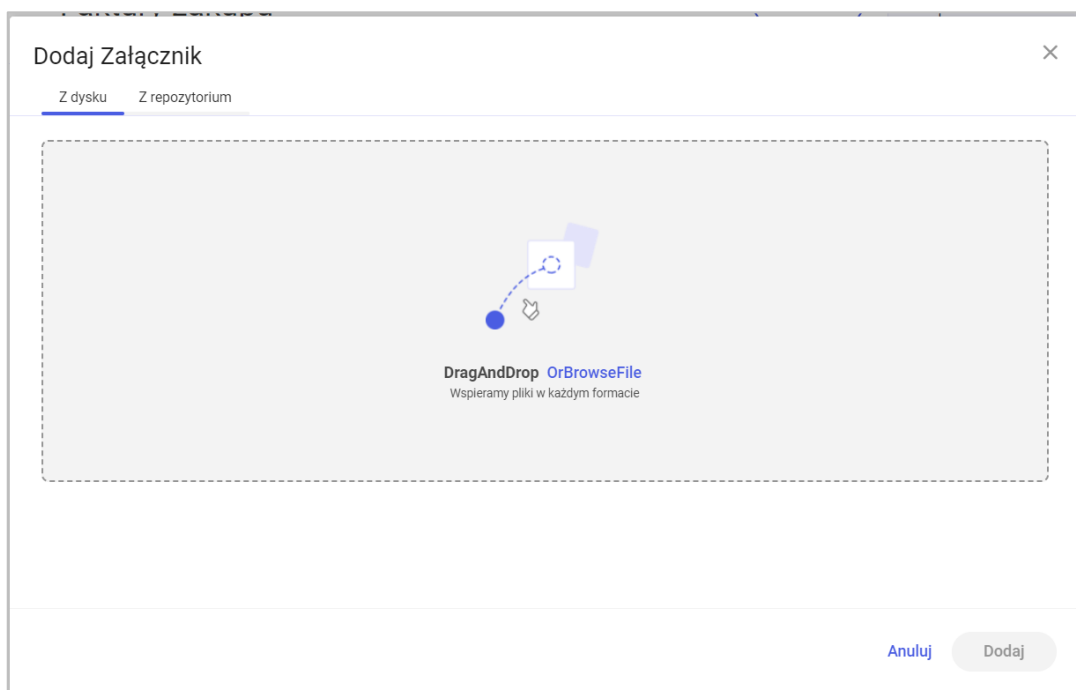 Dodaj Załącznik
Z dysku Z repozytorium
DragAndDrop OrBrowseFile
Wspieramy pliki w każdym formacie
Anuluj Dodaj